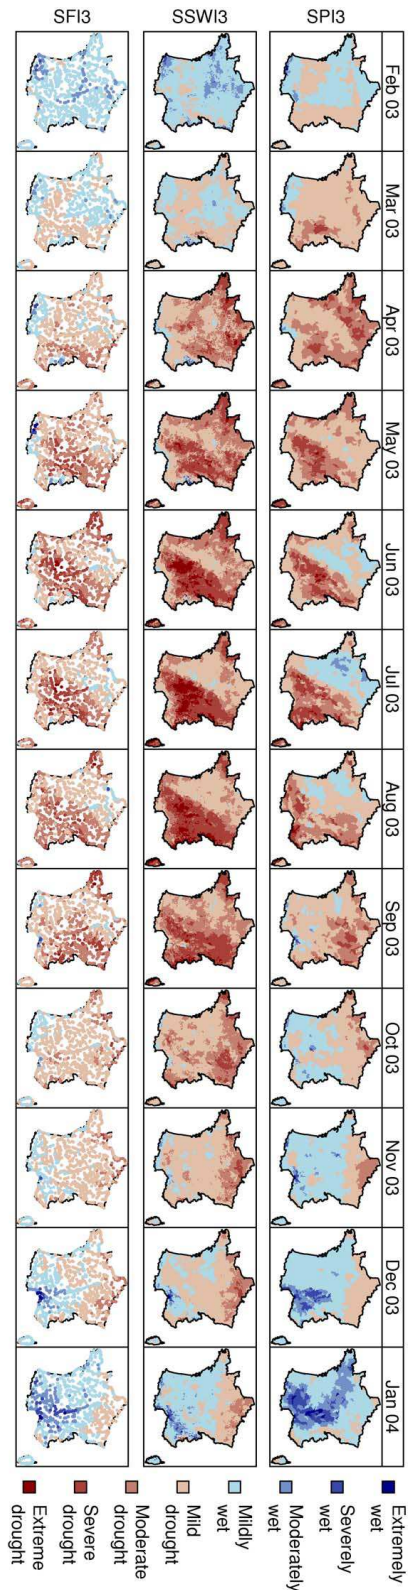 Feb 03
Mar 03
Apr 03
May 03
Jun 03
Jul 03
Aug 03
Sep 03
Oct 03
Nov 03
Dec 03
Jan 04
SPI3
SSWI3
SFI3
Extremely
wet
Severely
wet
Moderately
wet
Mildly
wet
Mild
drought
Moderate
drought
Severe
drought
Extreme
drought